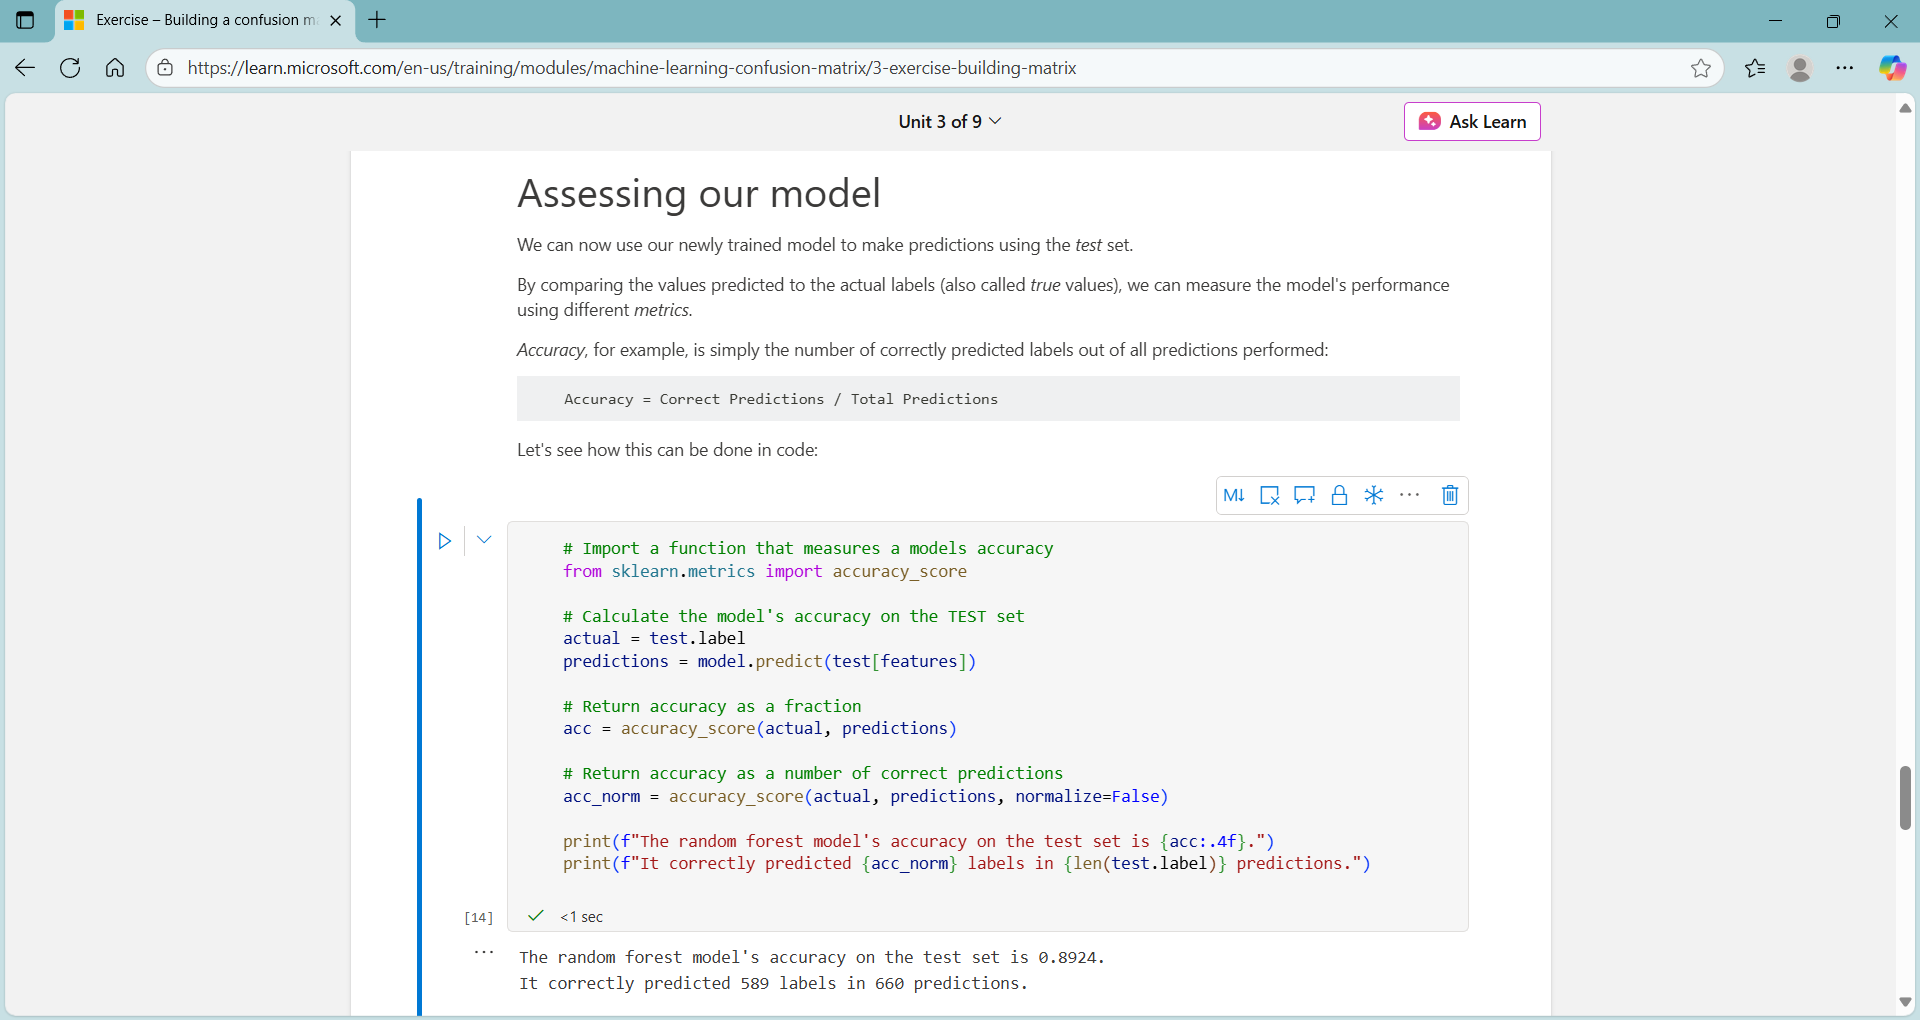 Exercise – Building a confusion m
https://learn.microsoft.com/en-us/training/modules/machine-learning-confusion-matrix/3-exercise-building-matrix
Unit 3 of 9
Ask Learn
Assessing our model
We can now use our newly trained model to make predictions using the test set.
By comparing the values predicted to the actual labels (also called true values), we can measure the model's performance
using different metrics.
Accuracy, for example, is simply the number of correctly predicted labels out of all predictions performed:
Accuracy = Correct Predictions / Total Predictions
Let's see how this can be done in code:
M↓
# Import a function that measures a models accuracy
from sklearn.metrics import accuracy_score
# Calculate the model's accuracy on the TEST set
actual = test.label
predictions = model.predict(test[features])
# Return accuracy as a fraction
acc = accuracy_score(actual, predictions)
# Return accuracy as a number of correct predictions
acc_norm = accuracy_score(actual, predictions, normalize=False)
print(f"The random forest model's accuracy on the test set is {acc:.4f}.")
print(f"It correctly predicted {acc_norm} labels in {len(test.label)} predictions.")
[14]
<1 sec
The random forest model's accuracy on the test set is 0.8924.
It correctly predicted 589 labels in 660 predictions.